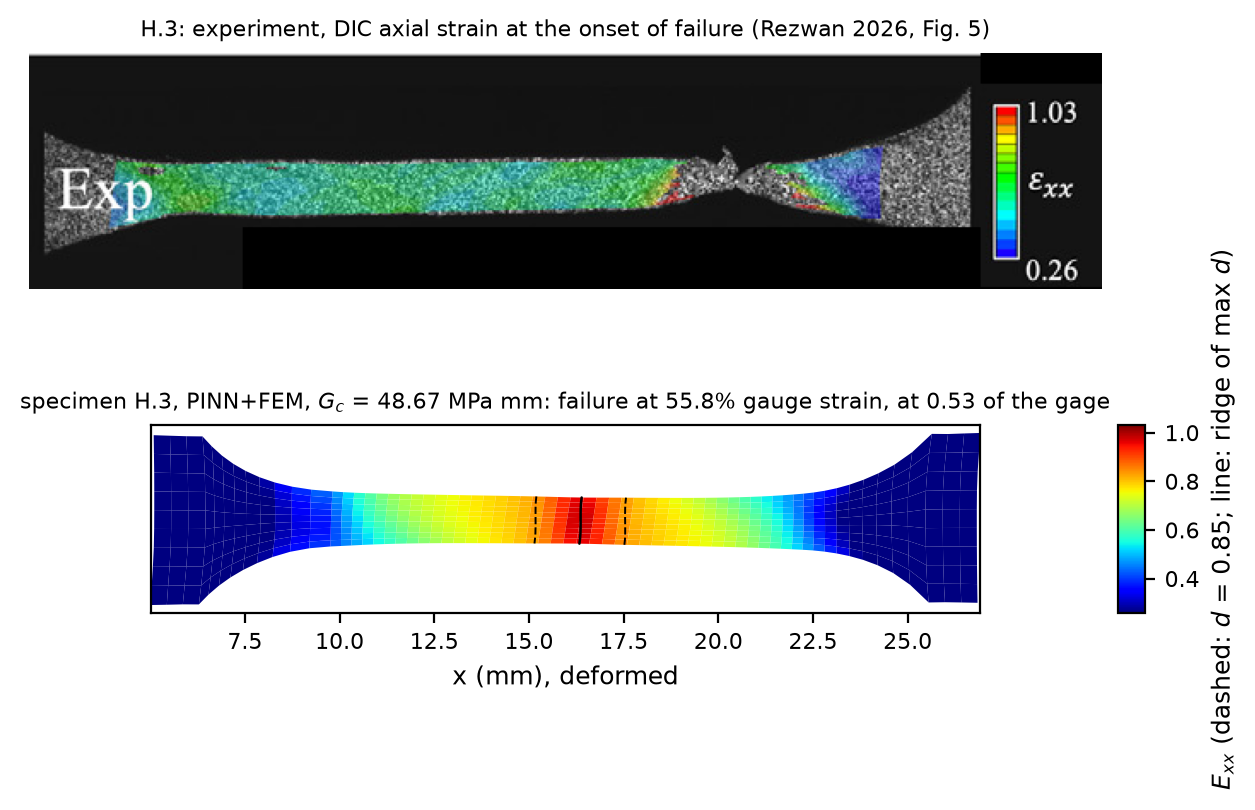 H.3: experiment, DIC axial strain at the onset of failure (Rezwan 2026, Fig. 5)
Exp
1.03
εxx
0.26
specimen H.3, PINN+FEM, Gc = 48.67 MPa mm: failure at 55.8% gauge strain, at 0.53 of the gage
1.0
0.8
0.6
0.4
Exx (dashed: d = 0.85; line: ridge of max d)
7.5 10.0 12.5 15.0 17.5 20.0 22.5 25.0
x (mm), deformed